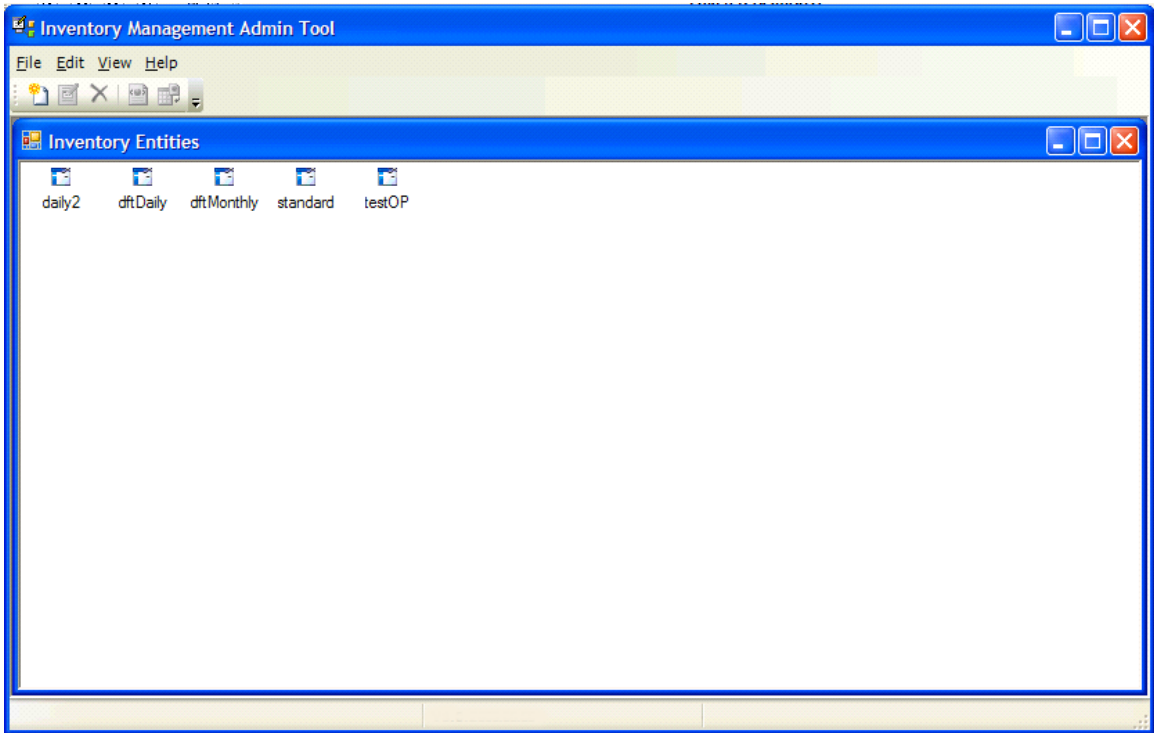 Inventory Management Admin Tool
File Edit View Help
Inventory Entities
daily2 dftDaily dftMonthly standard testOP